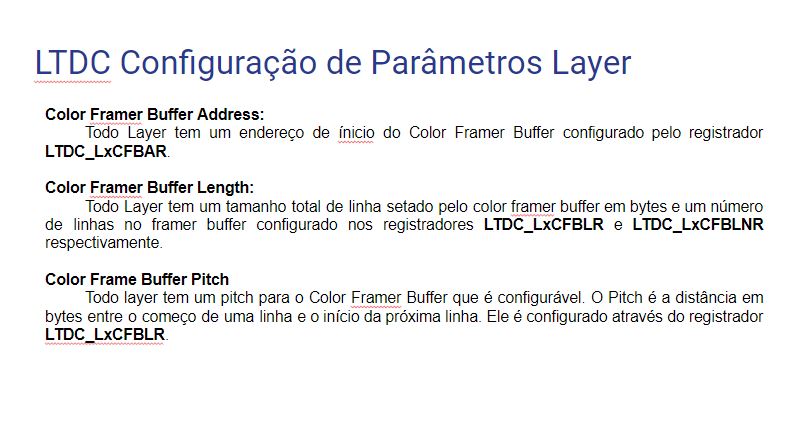 LTDC Configuração de Parâmetros Layer
Color Framer Buffer Address:
Todo Layer tem um endereço de ínicio do Color Framer Buffer configurado pelo registrador
LTDC_LxCFBAR.
Color Framer Buffer Length:
Todo Layer tem um tamanho total de linha setado pelo color framer buffer em bytes e um número
de linhas no framer buffer configurado nos registradores LTDC_LxCFBLR e LTDC_LxCFBLNR
respectivamente.
Color Frame Buffer Pitch
Todo layer tem um pitch para o Color Framer Buffer que é configurável. O Pitch é a distância em
bytes entre o começo de uma linha e o início da próxima linha. Ele é configurado através do registrador
LTDC_LxCFBLR.